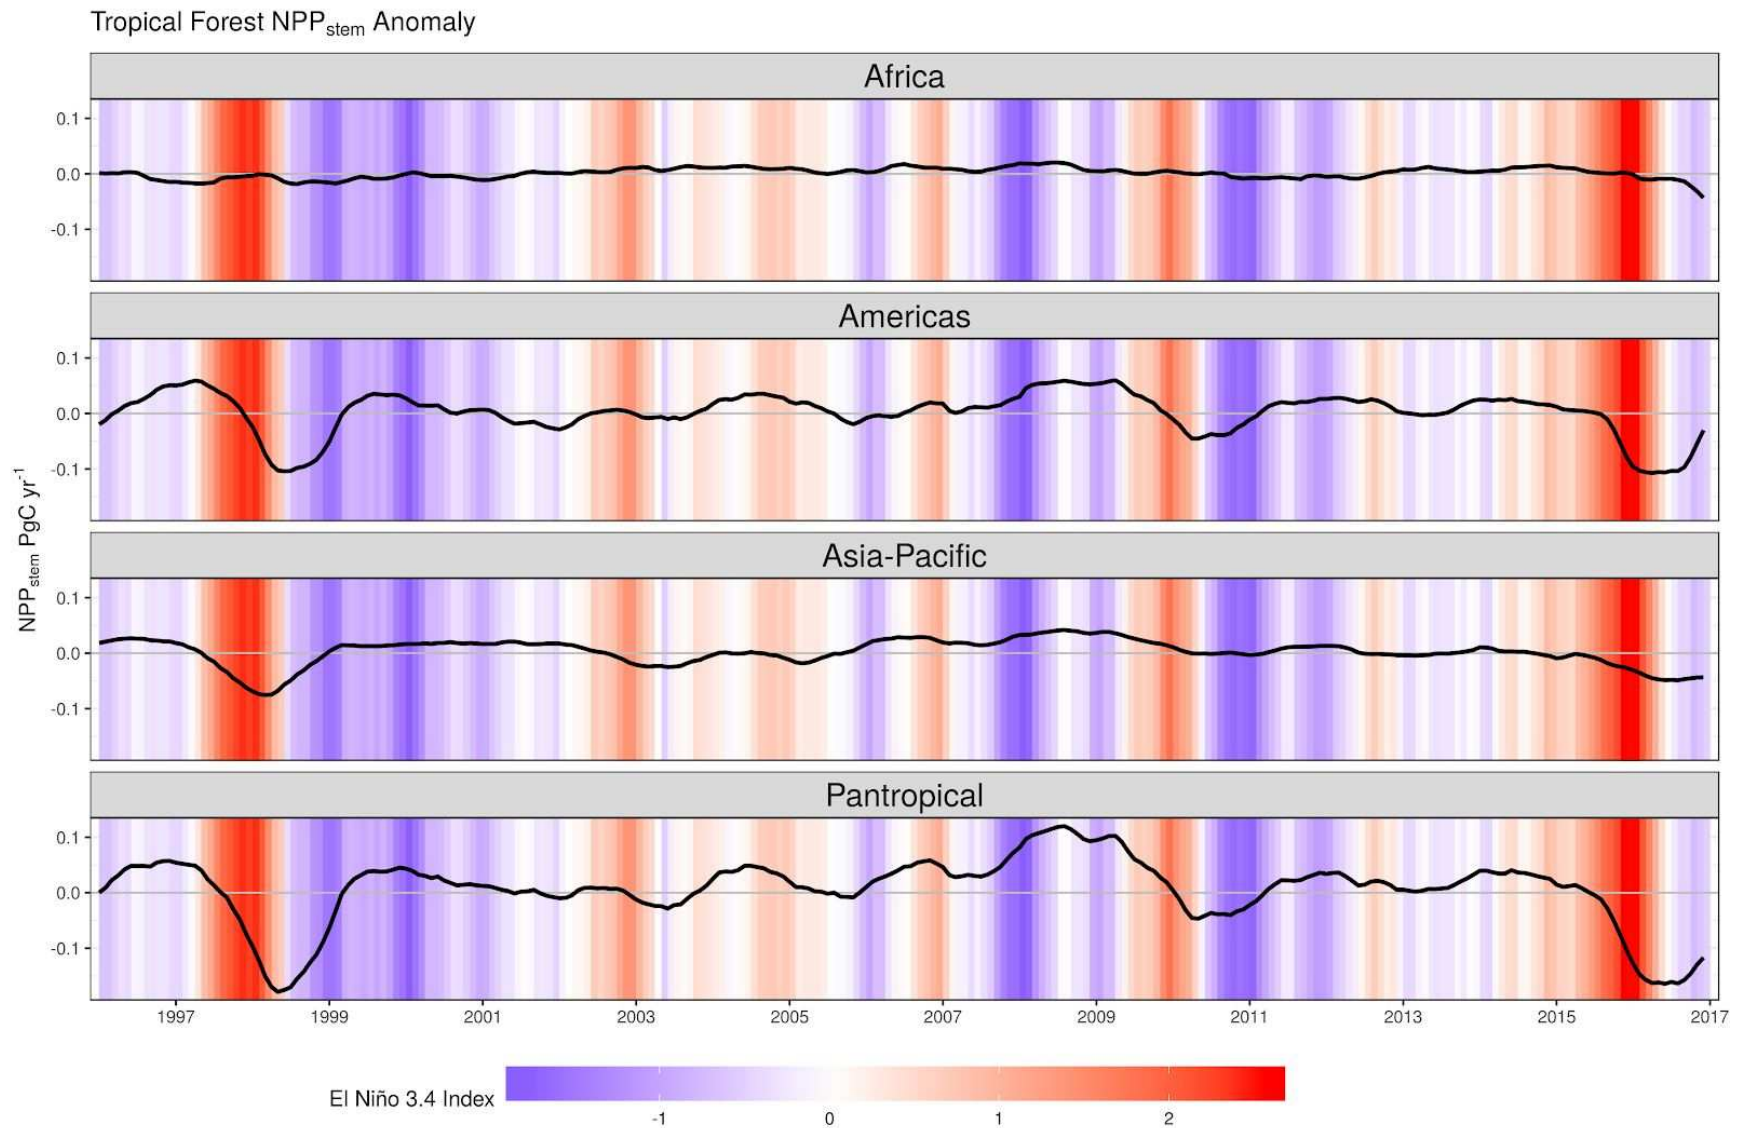 Tropical Forest NPPstem Anomaly
Africa
0.1
0.0
-0.1
Americas
0.1
0.0
-0.1
Asia-Pacific
0.1
0.0
-0.1
Pantropical
0.1
0.0
-0.1
NPPstem PgC yr-1
1997 1999 2001 2003 2005 2007 2009 2011 2013 2015 2017
El Niño 3.4 Index
-1 0 1 2